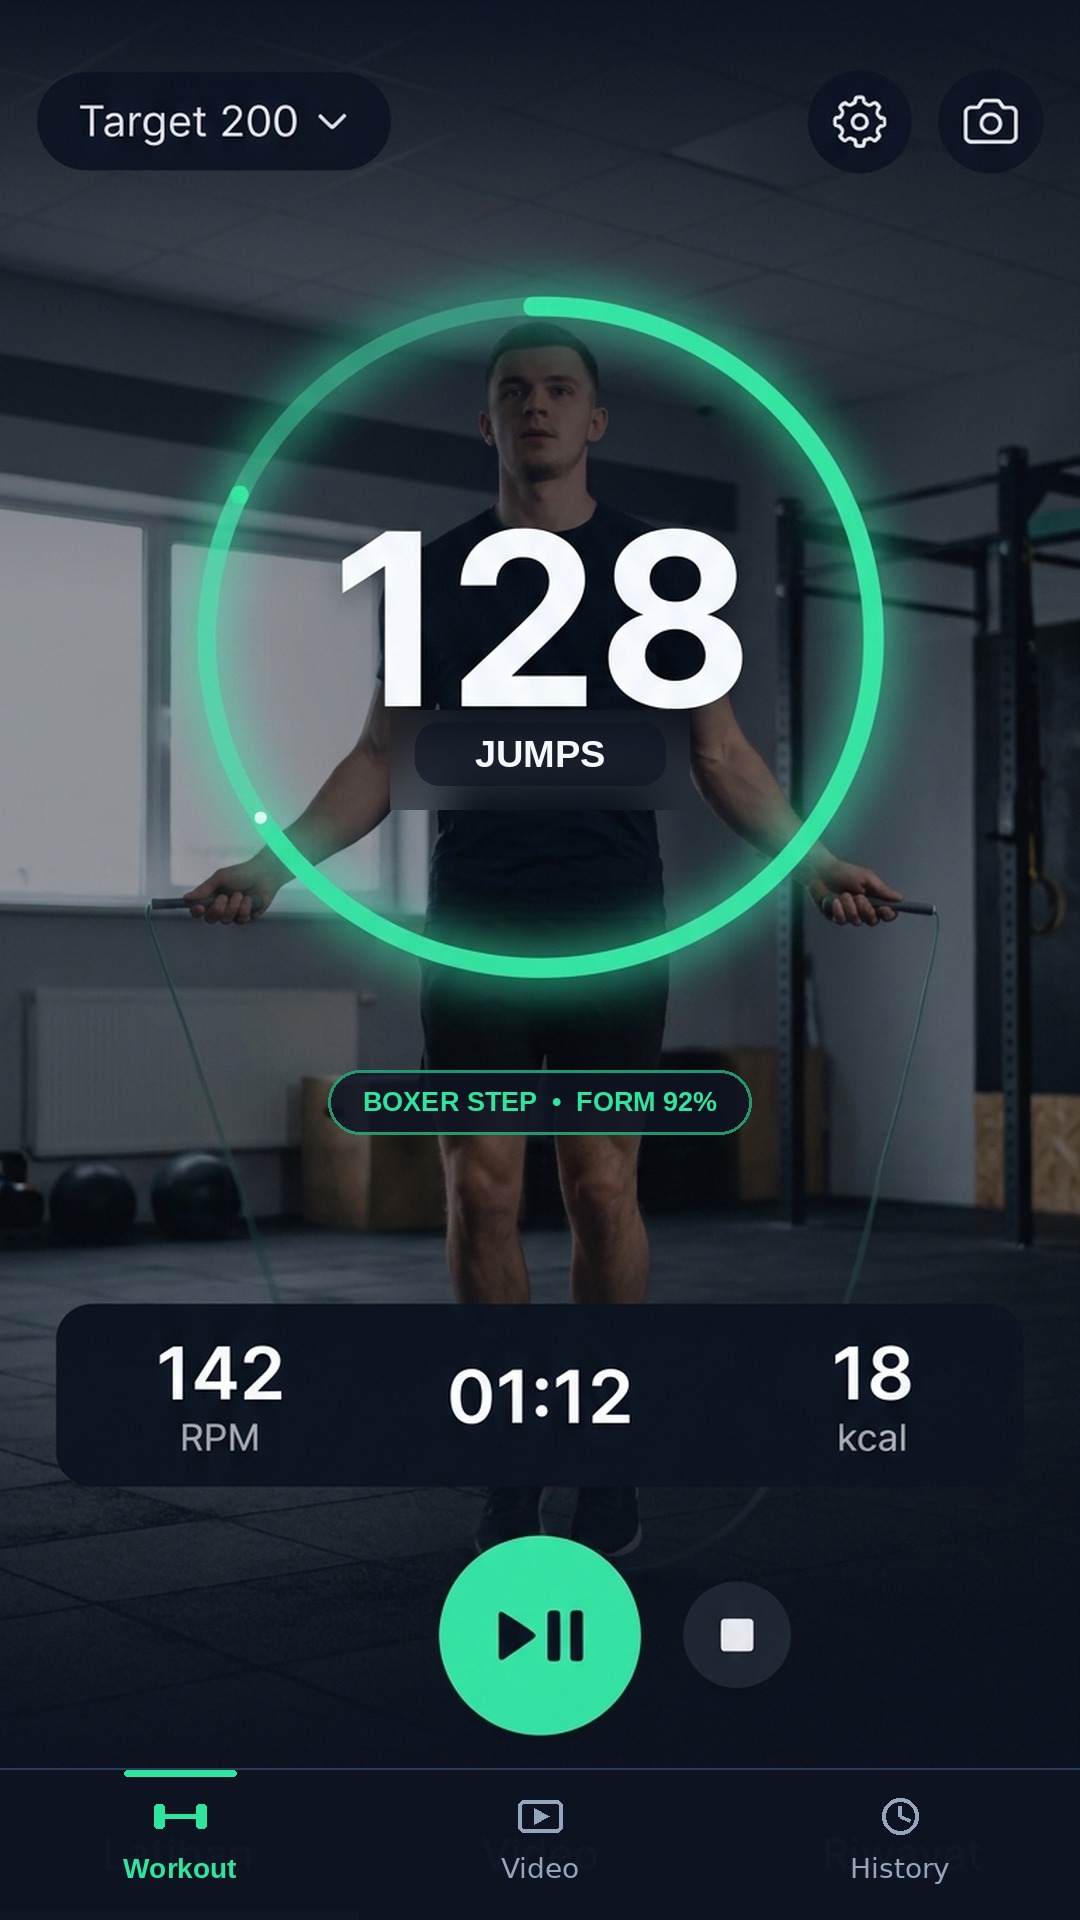 Target 200
128
JUMPS
BOXER STEP • FORM 92%
142
RPM
01:12
18
kcal
Workout
Video
History